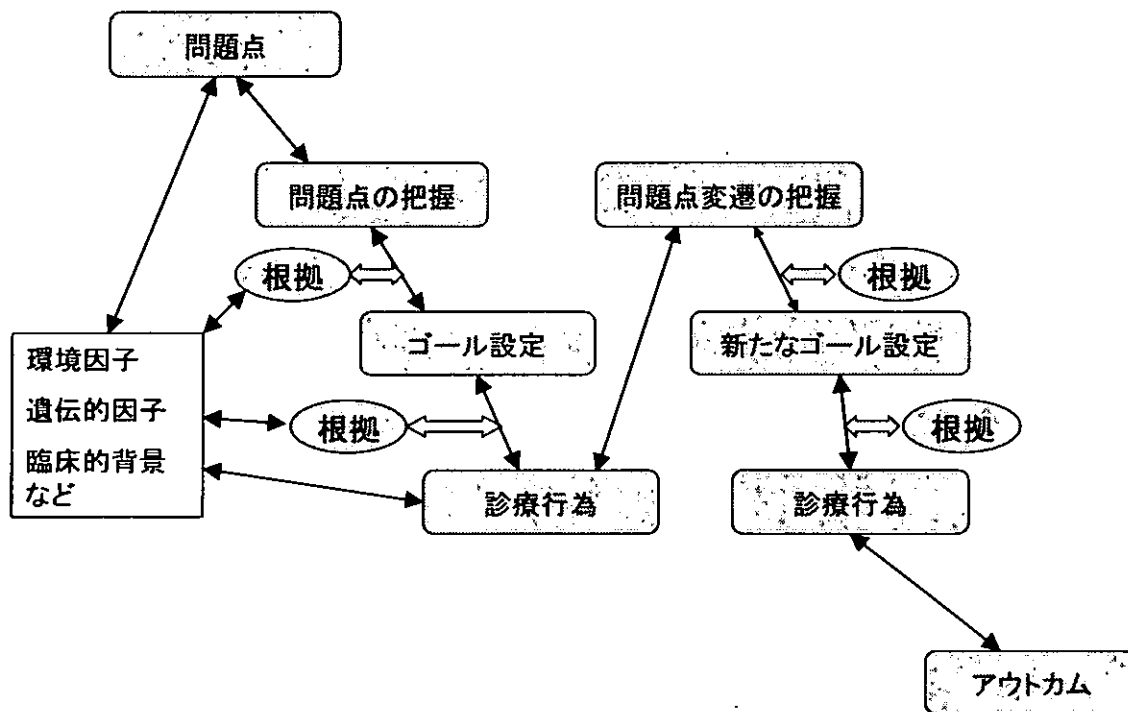 問題点
問題点の把握
問題点変遷の把握
根拠
根拠
ゴール設定
新たなゴール設定
環境因子
遺伝的因子
臨床的背景
など
根拠
根拠
診療行為
診療行為
アウトカム